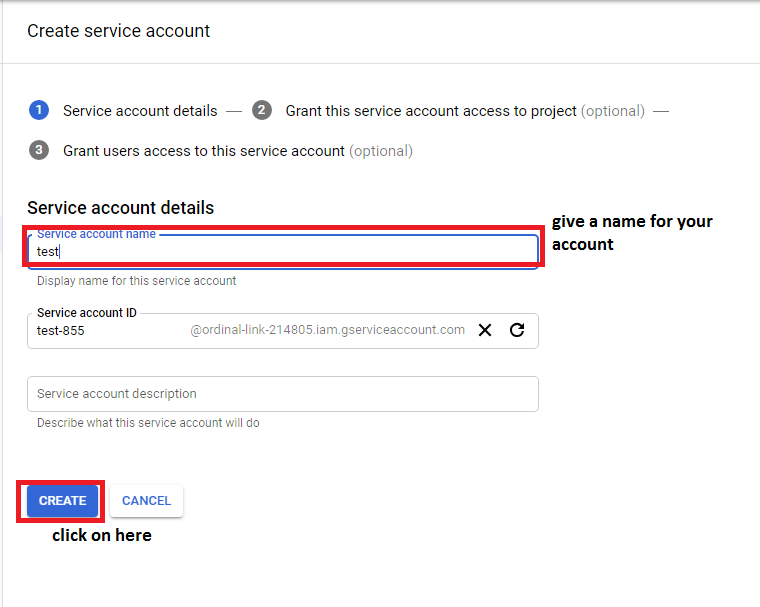 Create service account
1 Service account details — 2 Grant this service account access to project (optional) —
3 Grant users access to this service account (optional)
Service account details
Service account name
test
give a name for your
account
Display name for this service account
Service account ID
test-855 @ordinal-link-214805.iam.gserviceaccount.com
Service account description
Describe what this service account will do
CREATE CANCEL
click on here